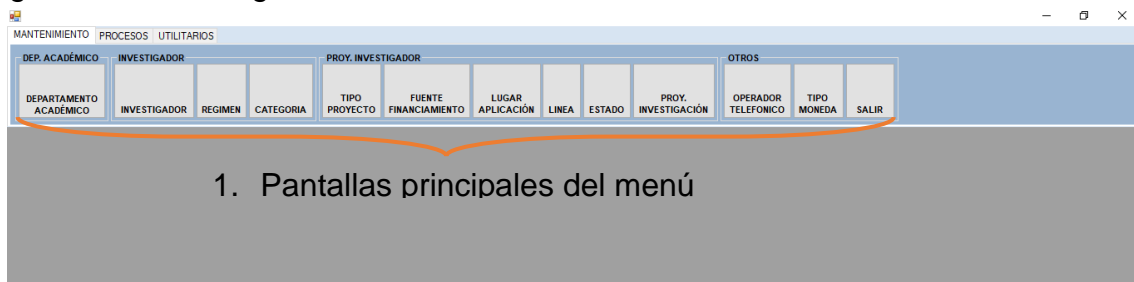 MANTENIMIENTO PROCESOS UTILITARIOS
DEP. ACADÉMICO INVESTIGADOR PROY. INVESTIGADOR OTROS
DEPARTAMENTO ACADÉMICO INVESTIGADOR REGIMEN CATEGORIA TIPO PROYECTO FUENTE FINANCIAMIENTO LUGAR APLICACIÓN LINEA ESTADO PROY. INVESTIGACIÓN OPERADOR TELEFONICO TIPO MONEDA SALIR
1. Pantallas principales del menú